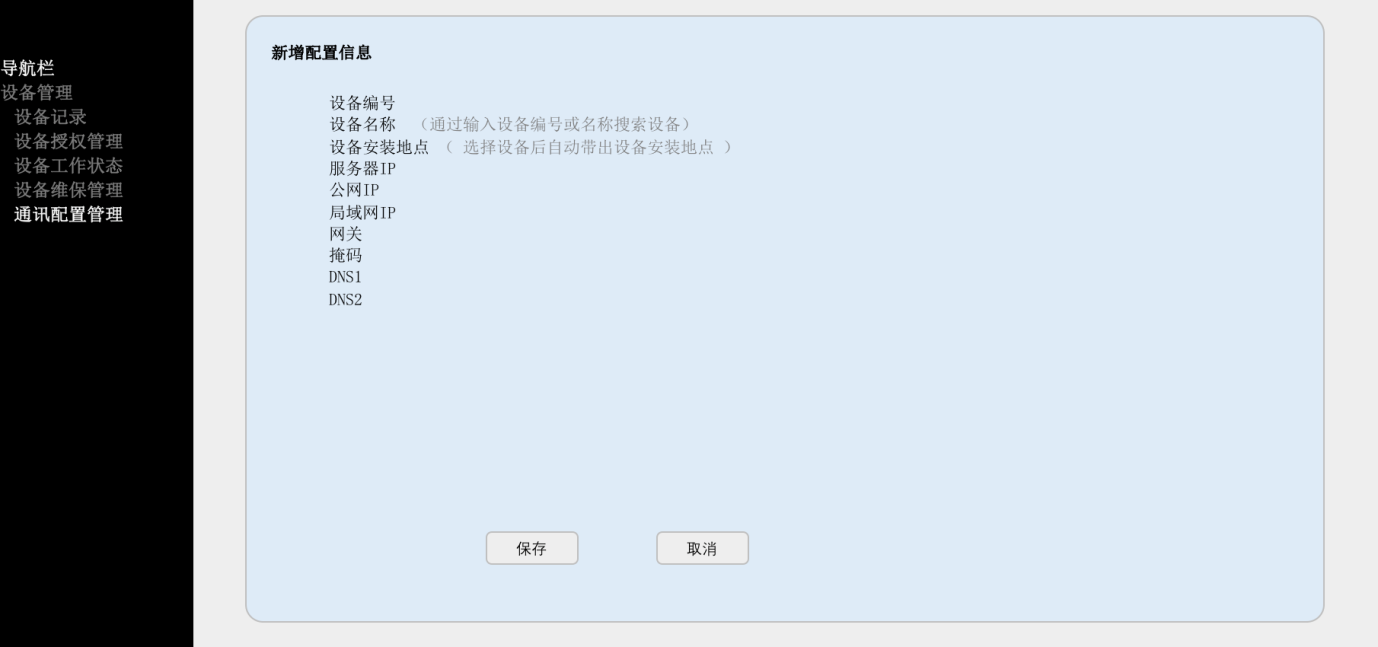 导航栏
设备管理
设备记录
设备授权管理
设备工作状态
设备维保管理
通讯配置管理
新增配置信息
设备编号
设备名称 （通过输入设备编号或名称搜索设备）
设备安装地点 （ 选择设备后自动带出设备安装地点 ）
服务器IP
公网IP
局域网IP
网关
掩码
DNS1
DNS2
保存 取消